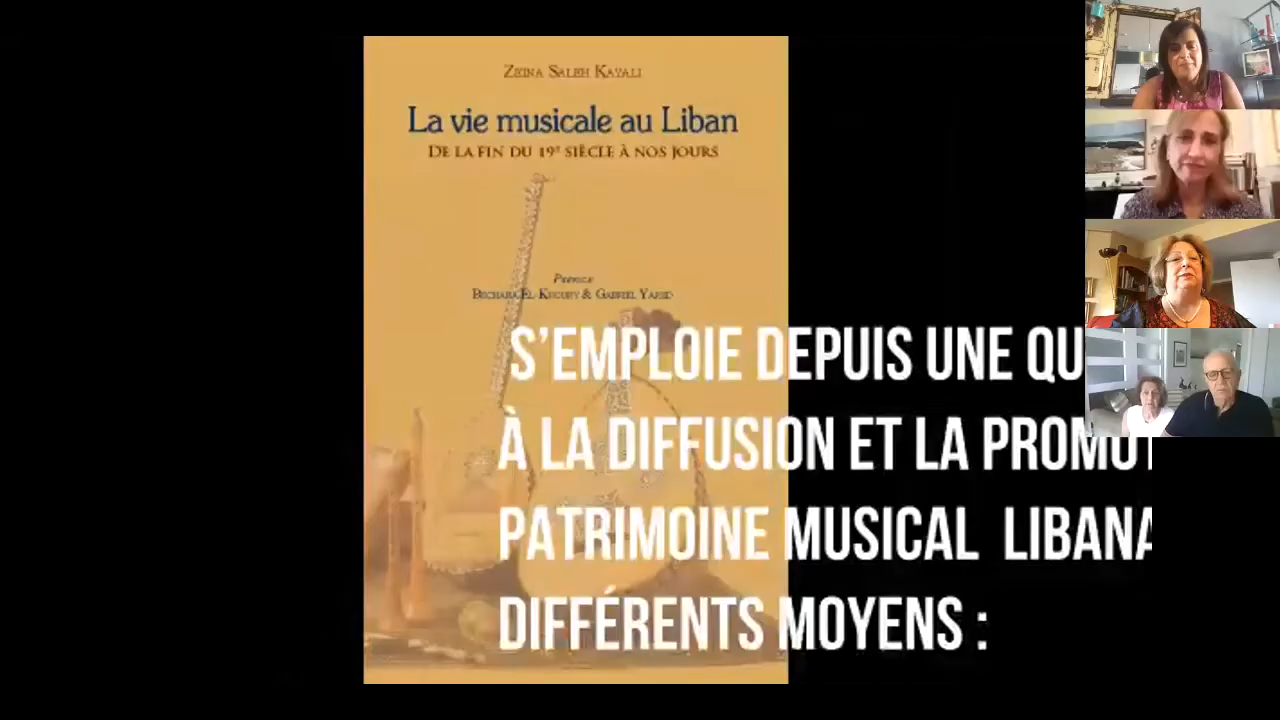 ZEINA SALEH KAYALI
La vie musicale au Liban
DE LA FIN DU 19e SIÈCLE À NOS JOURS
Préface
BECHARA EL-KHOURY & GABRIEL YARED
S'EMPLOIE DEPUIS UNE QU
À LA DIFFUSION ET LA PROMOT
PATRIMOINE MUSICAL LIBANA
DIFFÉRENTS MOYENS :